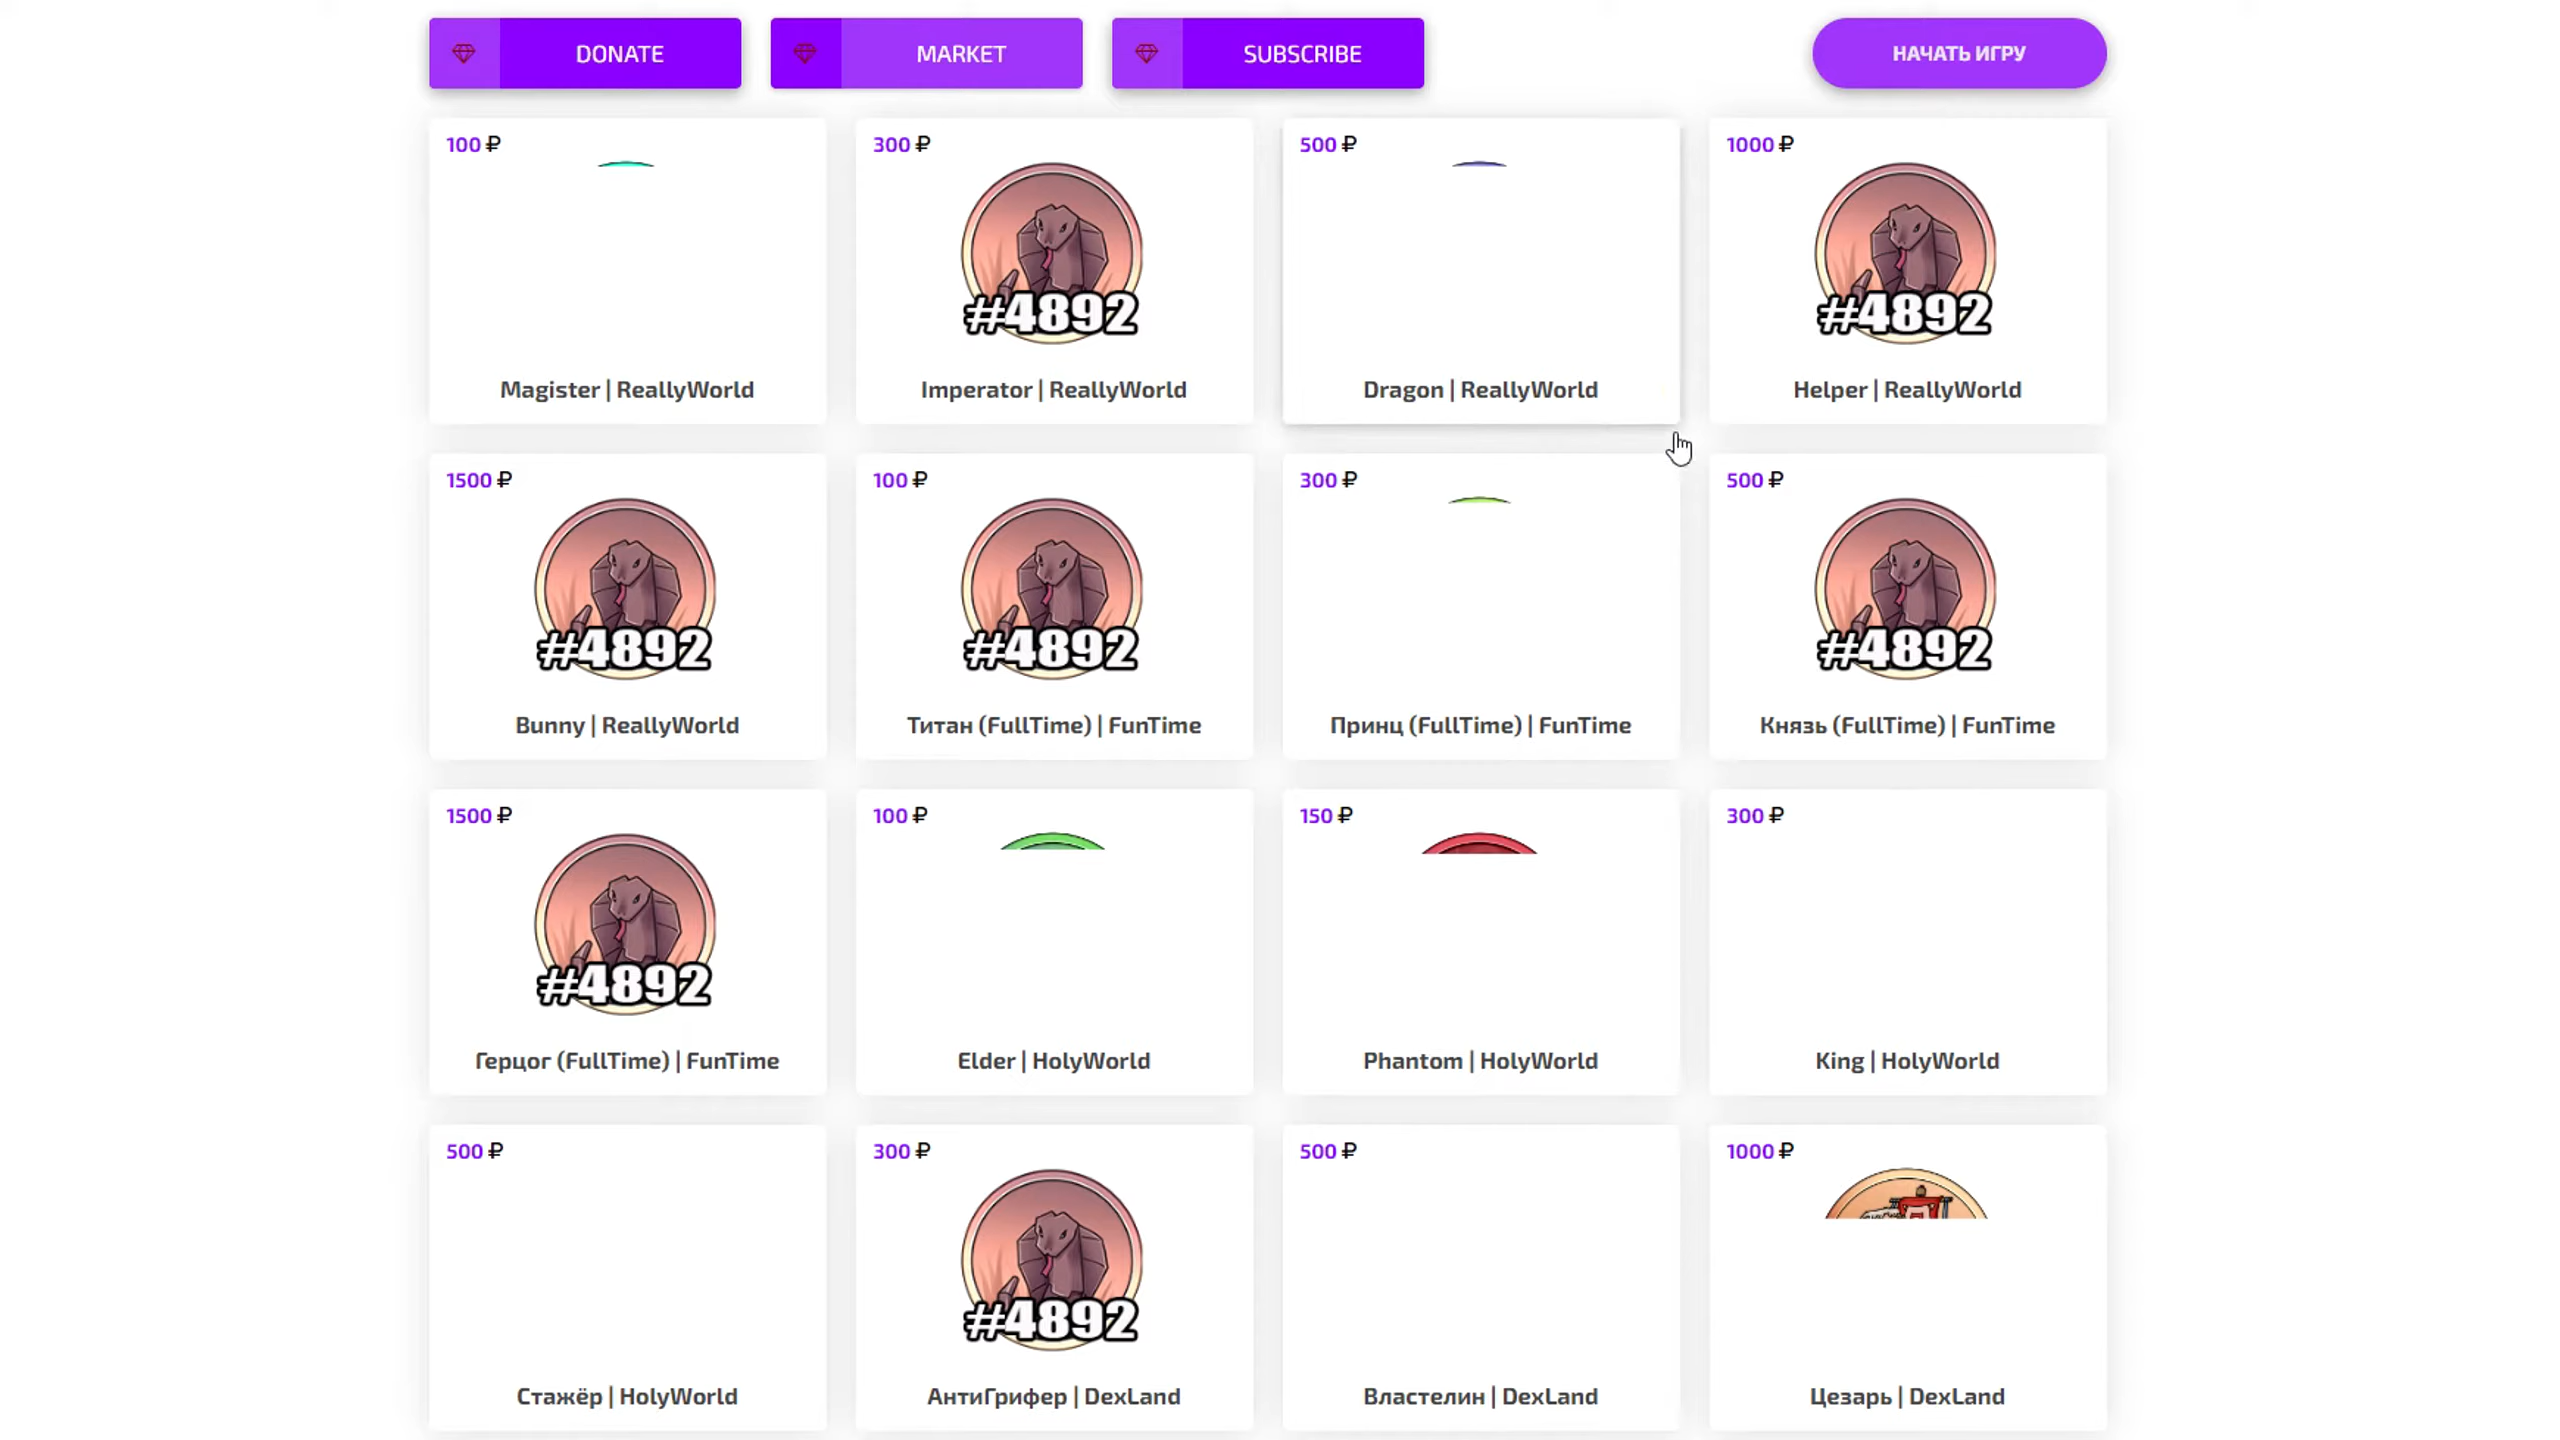 DONATE
MARKET
SUBSCRIBE
НАЧАТЬ ИГРУ
100 ₽
300 ₽
500 ₽
1000 ₽
#4892
#4892
Magister | ReallyWorld
Imperator | ReallyWorld
Dragon | ReallyWorld
Helper | ReallyWorld
1500 ₽
100 ₽
300 ₽
500 ₽
#4892
#4892
#4892
Bunny | ReallyWorld
Титан (FullTime) | FunTime
Принц (FullTime) | FunTime
Князь (FullTime) | FunTime
1500 ₽
100 ₽
150 ₽
300 ₽
#4892
Герцог (FullTime) | FunTime
Elder | HolyWorld
Phantom | HolyWorld
King | HolyWorld
500 ₽
300 ₽
500 ₽
1000 ₽
#4892
Стажёр | HolyWorld
АнтиГрифер | DexLand
Властелин | DexLand
Цезарь | DexLand